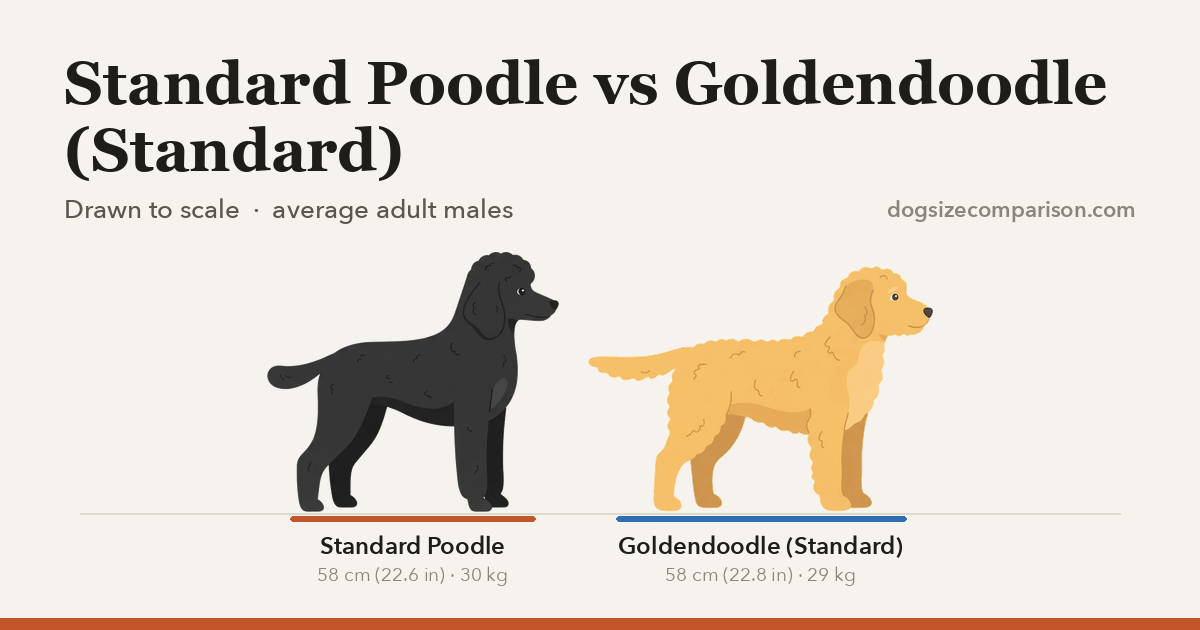 Standard Poodle vs Goldendoodle
(Standard)
Drawn to scale · average adult males
dogsizecomparison.com
Standard Poodle
58 cm (22.6 in) · 30 kg
Goldendoodle (Standard)
58 cm (22.8 in) · 29 kg